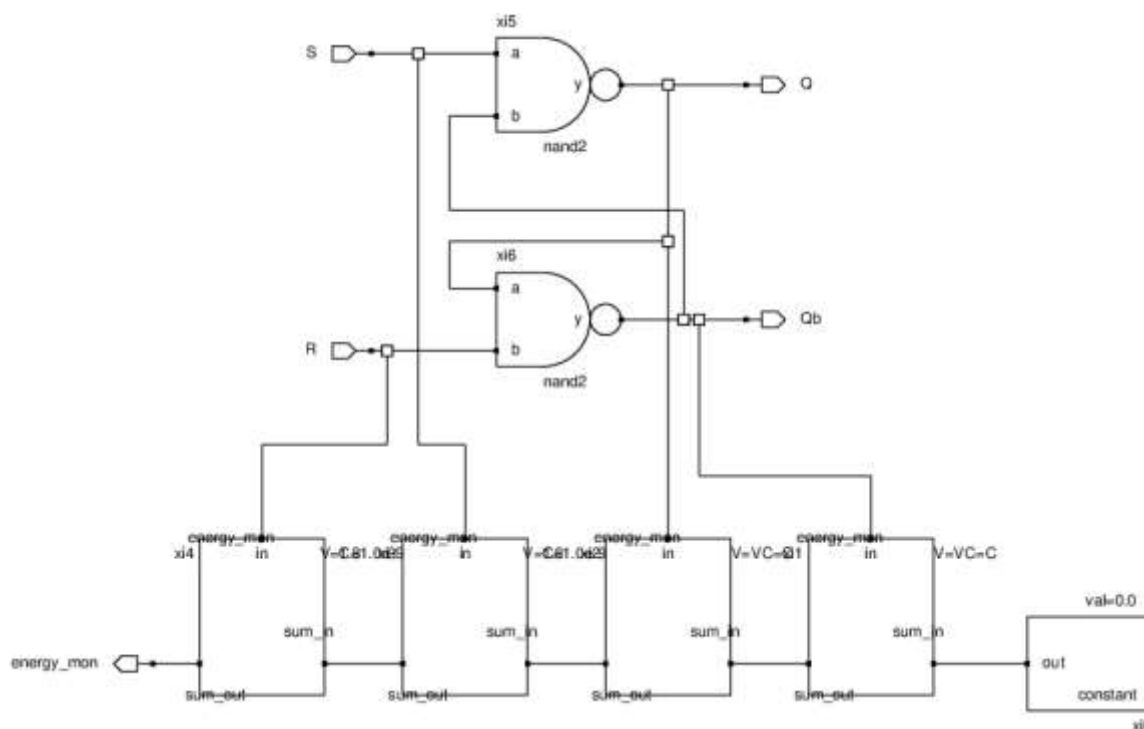 xi5
S
a
y
Q
b
nand2
xi6
a
y
Qb
R
b
nand2
energy_mon
energy_mon
energy_mon
energy_mon
xi4
in
in
in
in
V=VC=C
val=0.0
sum_in
sum_in
sum_in
sum_in
energy_mon
out
sum_out
sum_out
sum_out
sum_out
constant